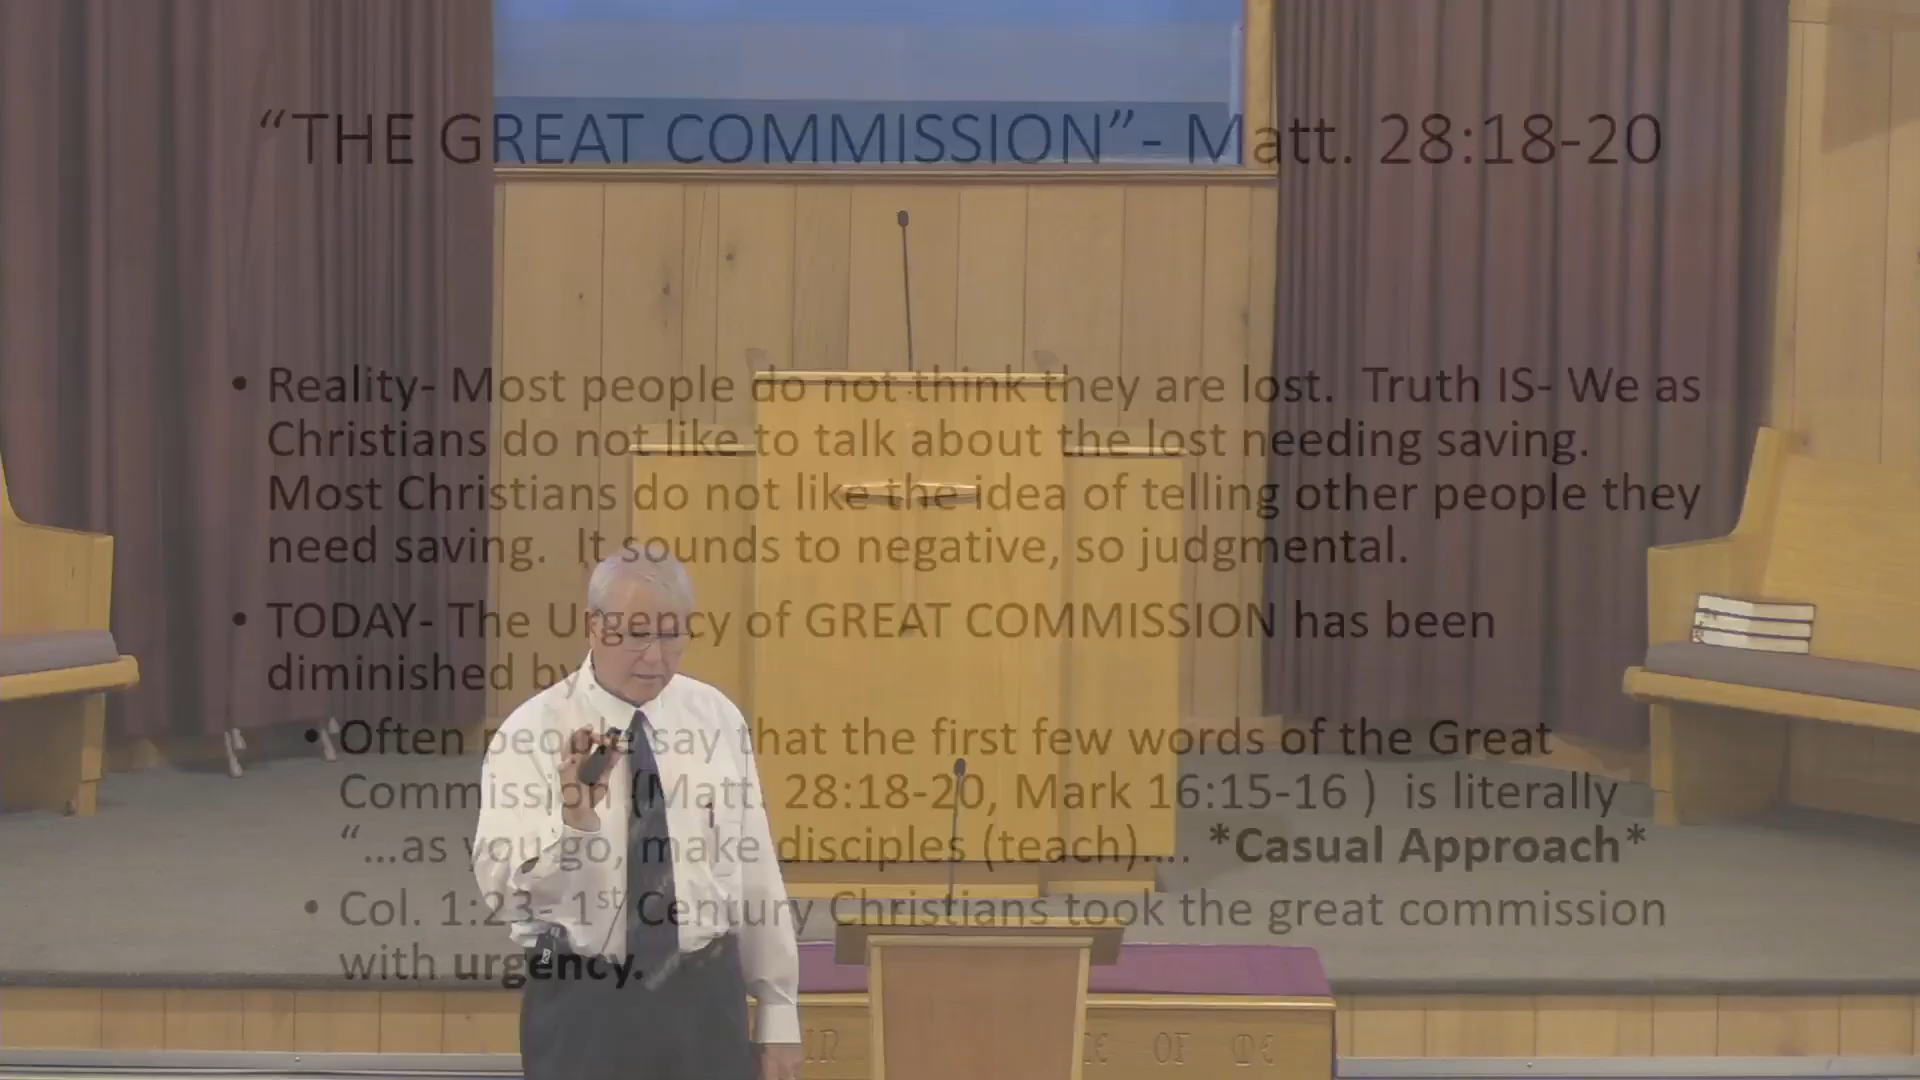 “THE GREAT COMMISSION”- Matt. 28:18-20
• Reality- Most people do not think they are lost.  Truth IS- We as
Christians do not like to talk about the lost needing saving.
Most Christians do not like the idea of telling other people they
need saving.  It sounds to negative, so judgmental.
• TODAY- The Urgency of GREAT COMMISSION has been
diminished by.
• Often people say that the first few words of the Great
Commission (Matt. 28:18-20, Mark 16:15-16 )  is literally
“…as you go, make disciples (teach)…. *Casual Approach*
• Col. 1:23- 1st Century Christians took the great commission
with urgency.
IN OF ME